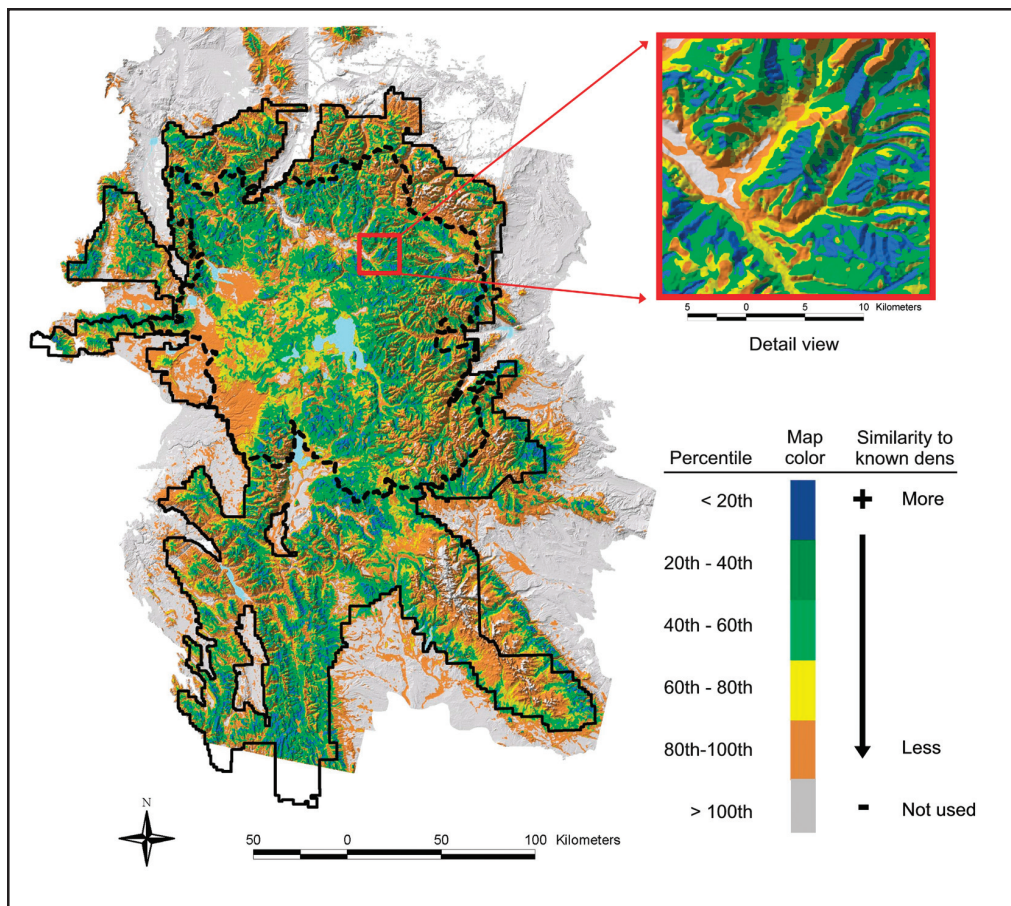 5 0 5 10 Kilometers
Detail view
Percentile Map color Similarity to known dens
< 20th + More
20th - 40th
40th - 60th
60th - 80th
80th-100th Less
> 100th - Not used
N
50 0 50 100 Kilometers